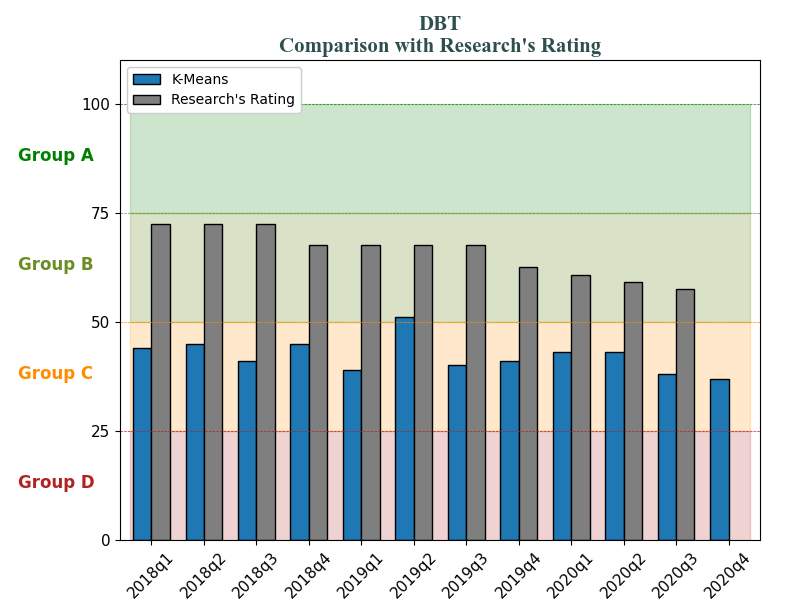 DBT
Comparison with Research's Rating
K-Means
Research's Rating
100
Group A
75
Group B
50
Group C
25
Group D
0
2018q1
2018q2
2018q3
2018q4
2019q1
2019q2
2019q3
2019q4
2020q1
2020q2
2020q3
2020q4